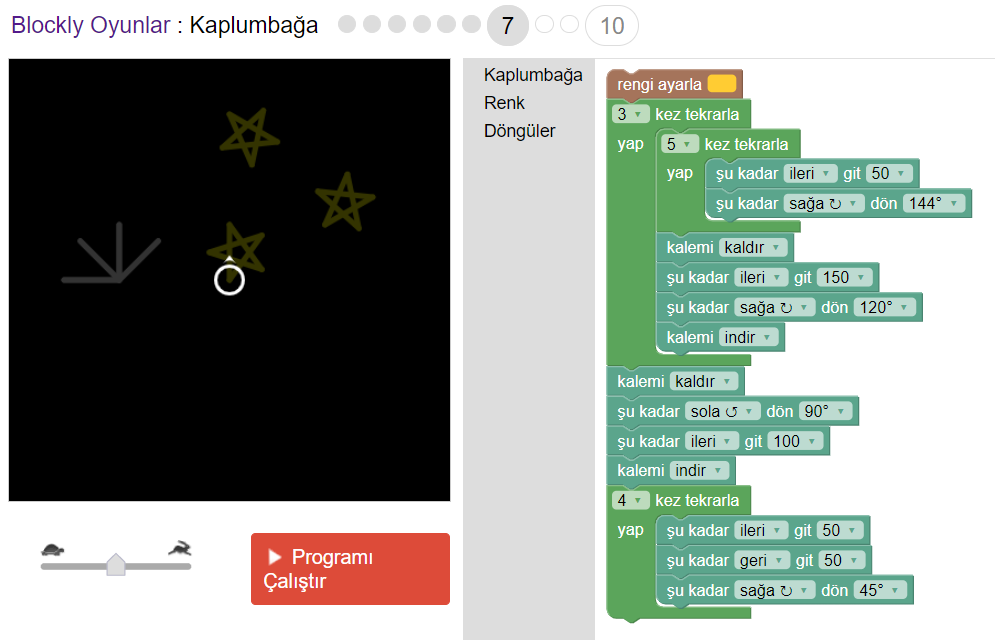 Blockly Oyunlar : Kaplumbağa
7
10
Kaplumbağa
Renk
Döngüler
rengi ayarla
3 kez tekrarla
yap
5 kez tekrarla
yap
şu kadar ileri git 50
şu kadar sağa ↻ dön 144°
kalemi kaldır
şu kadar ileri git 150
şu kadar sağa ↻ dön 120°
kalemi indir
kalemi kaldır
şu kadar sola ↺ dön 90°
şu kadar ileri git 100
kalemi indir
4 kez tekrarla
yap
şu kadar ileri git 50
şu kadar geri git 50
şu kadar sağa ↻ dön 45°
Programı
Çalıştır